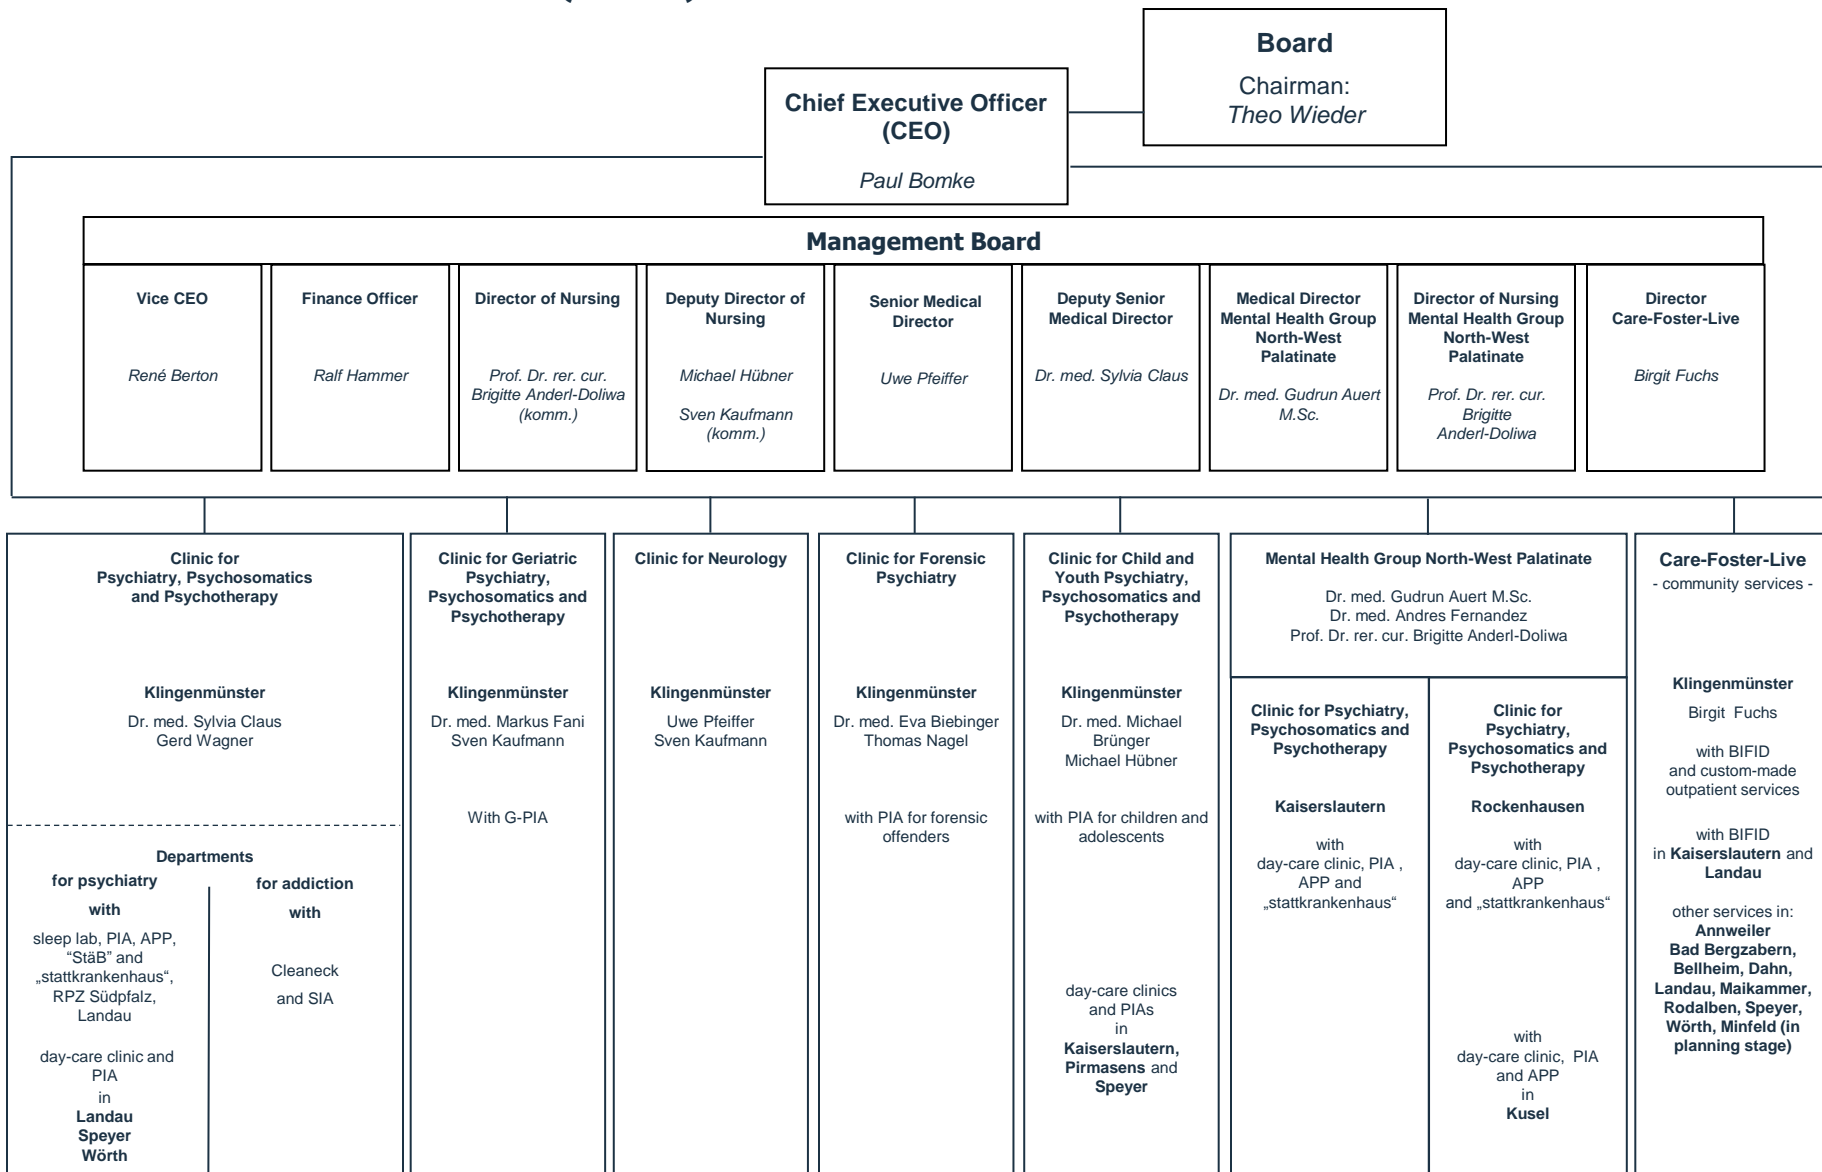 Board
Chairman:
Theo Wieder
Chief Executive Officer
(CEO)
Paul Bomke
Management Board
Vice CEO
René Berton
Finance Officer
Ralf Hammer
Director of Nursing
Prof. Dr. rer. cur.
Brigitte Anderl-Doliwa
(komm.)
Deputy Director of
Nursing
Michael Hübner
Sven Kaufmann
(komm.)
Senior Medical
Director
Uwe Pfeiffer
Deputy Senior
Medical Director
Dr. med. Sylvia Claus
Medical Director
Mental Health Group
North-West
Palatinate
Dr. med. Gudrun Auert
M.Sc.
Director of Nursing
Mental Health Group
North-West
Palatinate
Prof. Dr. rer. cur.
Brigitte
Anderl-Doliwa
Director
Care-Foster-Live
Birgit Fuchs
Clinic for
Psychiatry, Psychosomatics
and Psychotherapy
Klingenmünster
Dr. med. Sylvia Claus
Gerd Wagner
Departments
for psychiatry
with
sleep lab, PIA, APP,
“StäB” and
„stattkrankenhaus“,
RPZ Südpfalz,
Landau
day-care clinic and
PIA
in
Landau
Speyer
Wörth
for addiction
with
Cleaneck
and SIA
Clinic for Geriatric
Psychiatry,
Psychosomatics and
Psychotherapy
Klingenmünster
Dr. med. Markus Fani
Sven Kaufmann
With G-PIA
Clinic for Neurology
Klingenmünster
Uwe Pfeiffer
Sven Kaufmann
Clinic for Forensic
Psychiatry
Klingenmünster
Dr. med. Eva Biebinger
Thomas Nagel
with PIA for forensic
offenders
Clinic for Child and
Youth Psychiatry,
Psychosomatics and
Psychotherapy
Klingenmünster
Dr. med. Michael
Brünger
Michael Hübner
with PIA for children and
adolescents
day-care clinics
and PIAs
in
Kaiserslautern,
Pirmasens and
Speyer
Mental Health Group North-West Palatinate
Dr. med. Gudrun Auert M.Sc.
Dr. med. Andres Fernandez
Prof. Dr. rer. cur. Brigitte Anderl-Doliwa
Clinic for Psychiatry,
Psychosomatics and
Psychotherapy
Kaiserslautern
with
day-care clinic, PIA ,
APP and
„stattkrankenhaus“
Clinic for
Psychiatry,
Psychosomatics and
Psychotherapy
Rockenhausen
with
day-care clinic, PIA ,
APP
and „stattkrankenhaus“
with
day-care clinic, PIA
and APP
in
Kusel
Care-Foster-Live
- community services -
Klingenmünster
Birgit Fuchs
with BIFID
and custom-made
outpatient services
with BIFID
in Kaiserslautern and
Landau
other services in:
Annweiler
Bad Bergzabern,
Bellheim, Dahn,
Landau, Maikammer,
Rodalben, Speyer,
Wörth, Minfeld (in
planning stage)